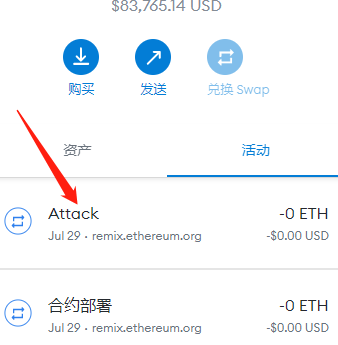 $83,765.14 USD
购买 发送 兑换 Swap
资产 活动
Attack -0 ETH
Jul 29 · remix.ethereum.org -$0.00 USD
合约部署 -0 ETH
Jul 29 · remix.ethereum.org -$0.00 USD